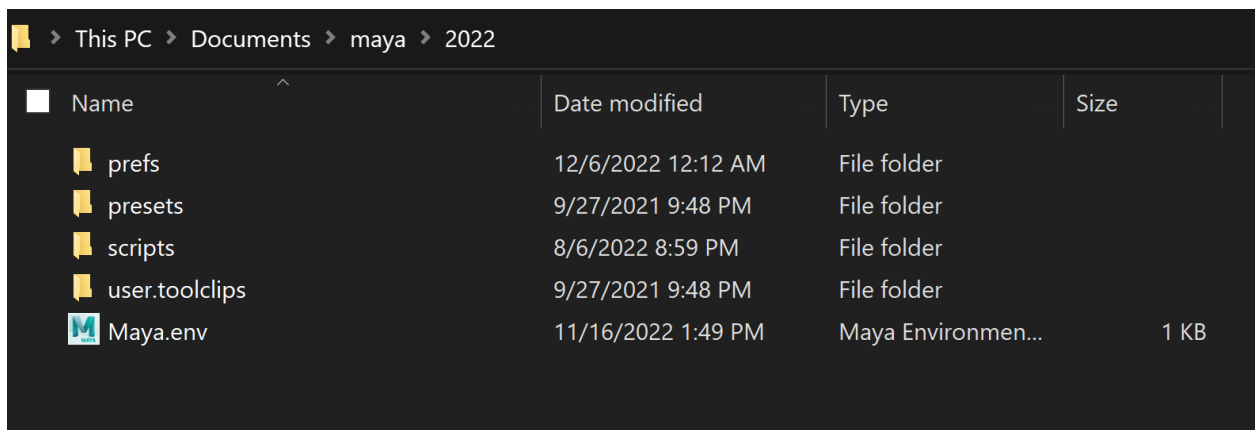 This PC > Documents > maya > 2022
Name Date modified Type Size
prefs 12/6/2022 12:12 AM File folder
presets 9/27/2021 9:48 PM File folder
scripts 8/6/2022 8:59 PM File folder
user.toolclips 9/27/2021 9:48 PM File folder
Maya.env 11/16/2022 1:49 PM Maya Environmen... 1 KB